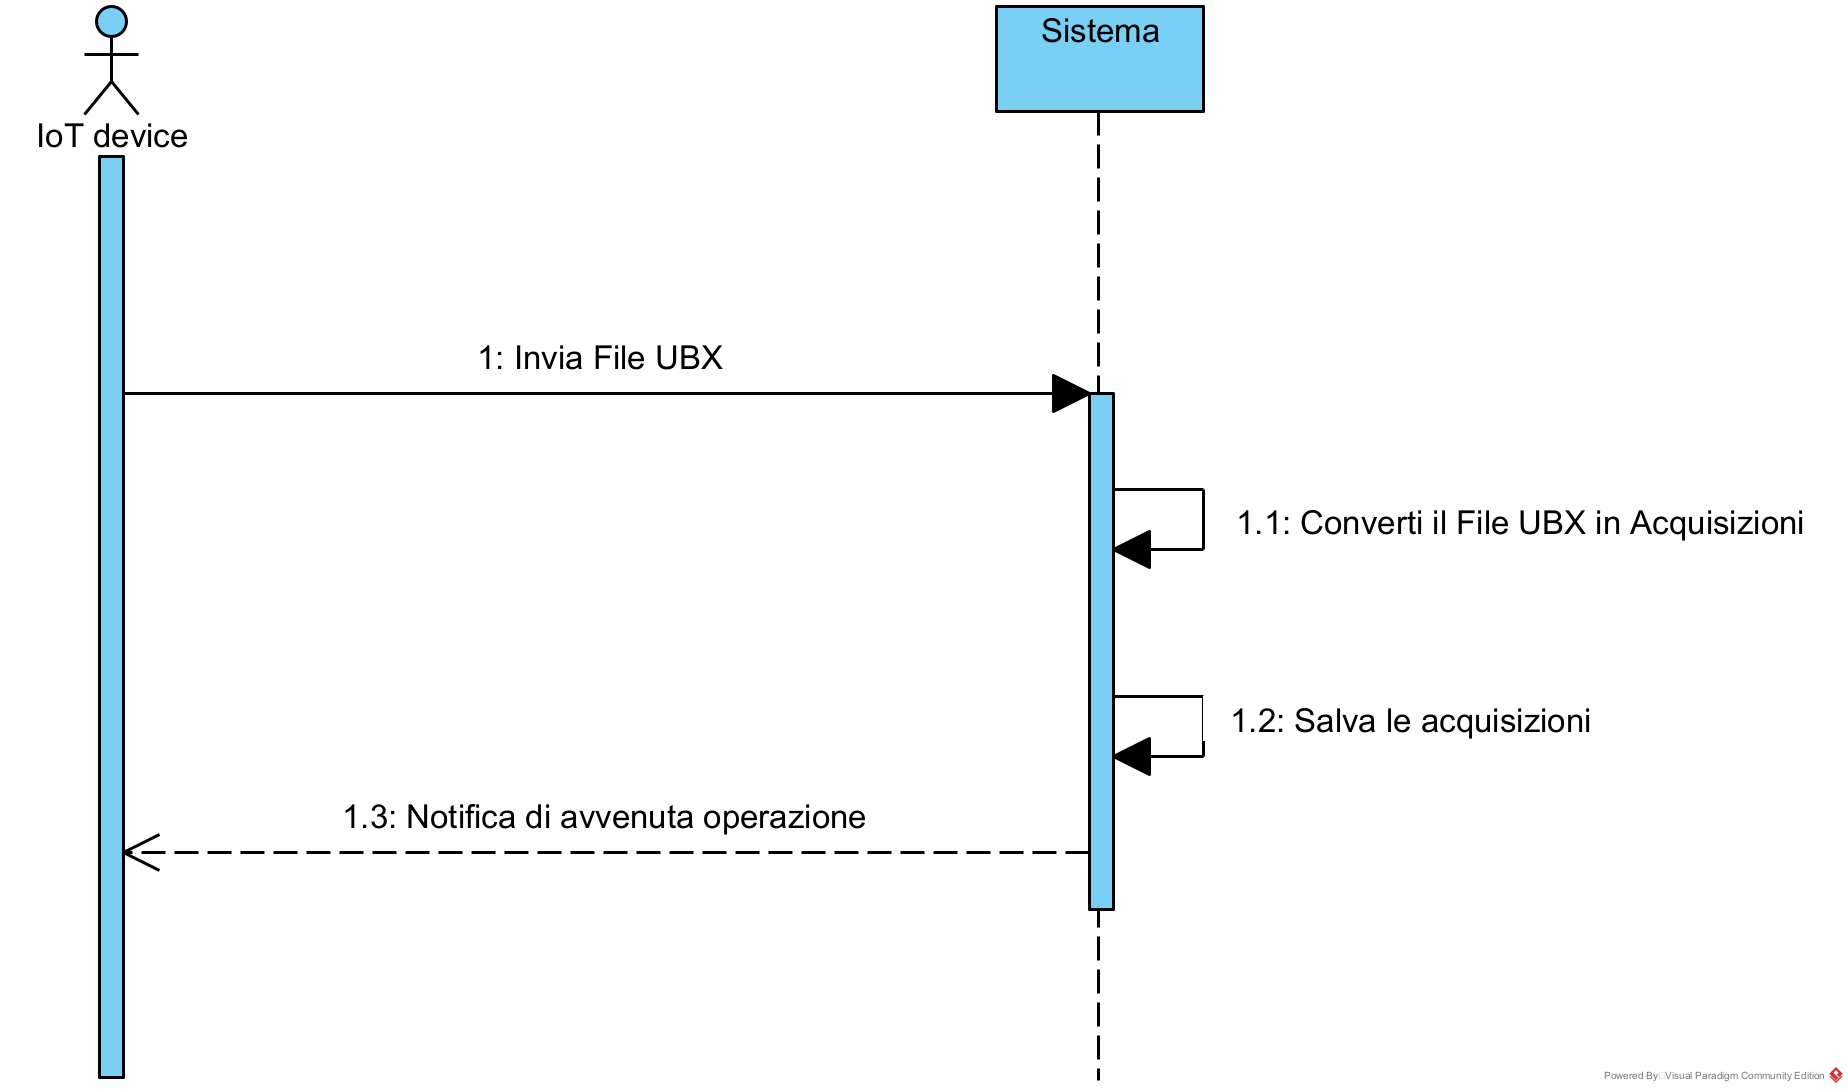 Sistema
IoT device
1: Invia File UBX
1.1: Converti il File UBX in Acquisizioni
1.2: Salva le acquisizioni
1.3: Notifica di avvenuta operazione
Powered By Visual Paradigm Community Edition